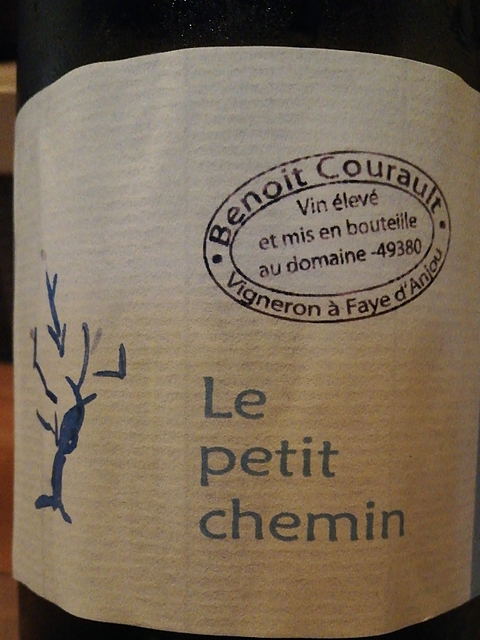 Benoit Courault
Vin élevé
et mis en bouteille
au domaine -49380
Vigneron à Faye d'Anjou
Le
petit
chemin